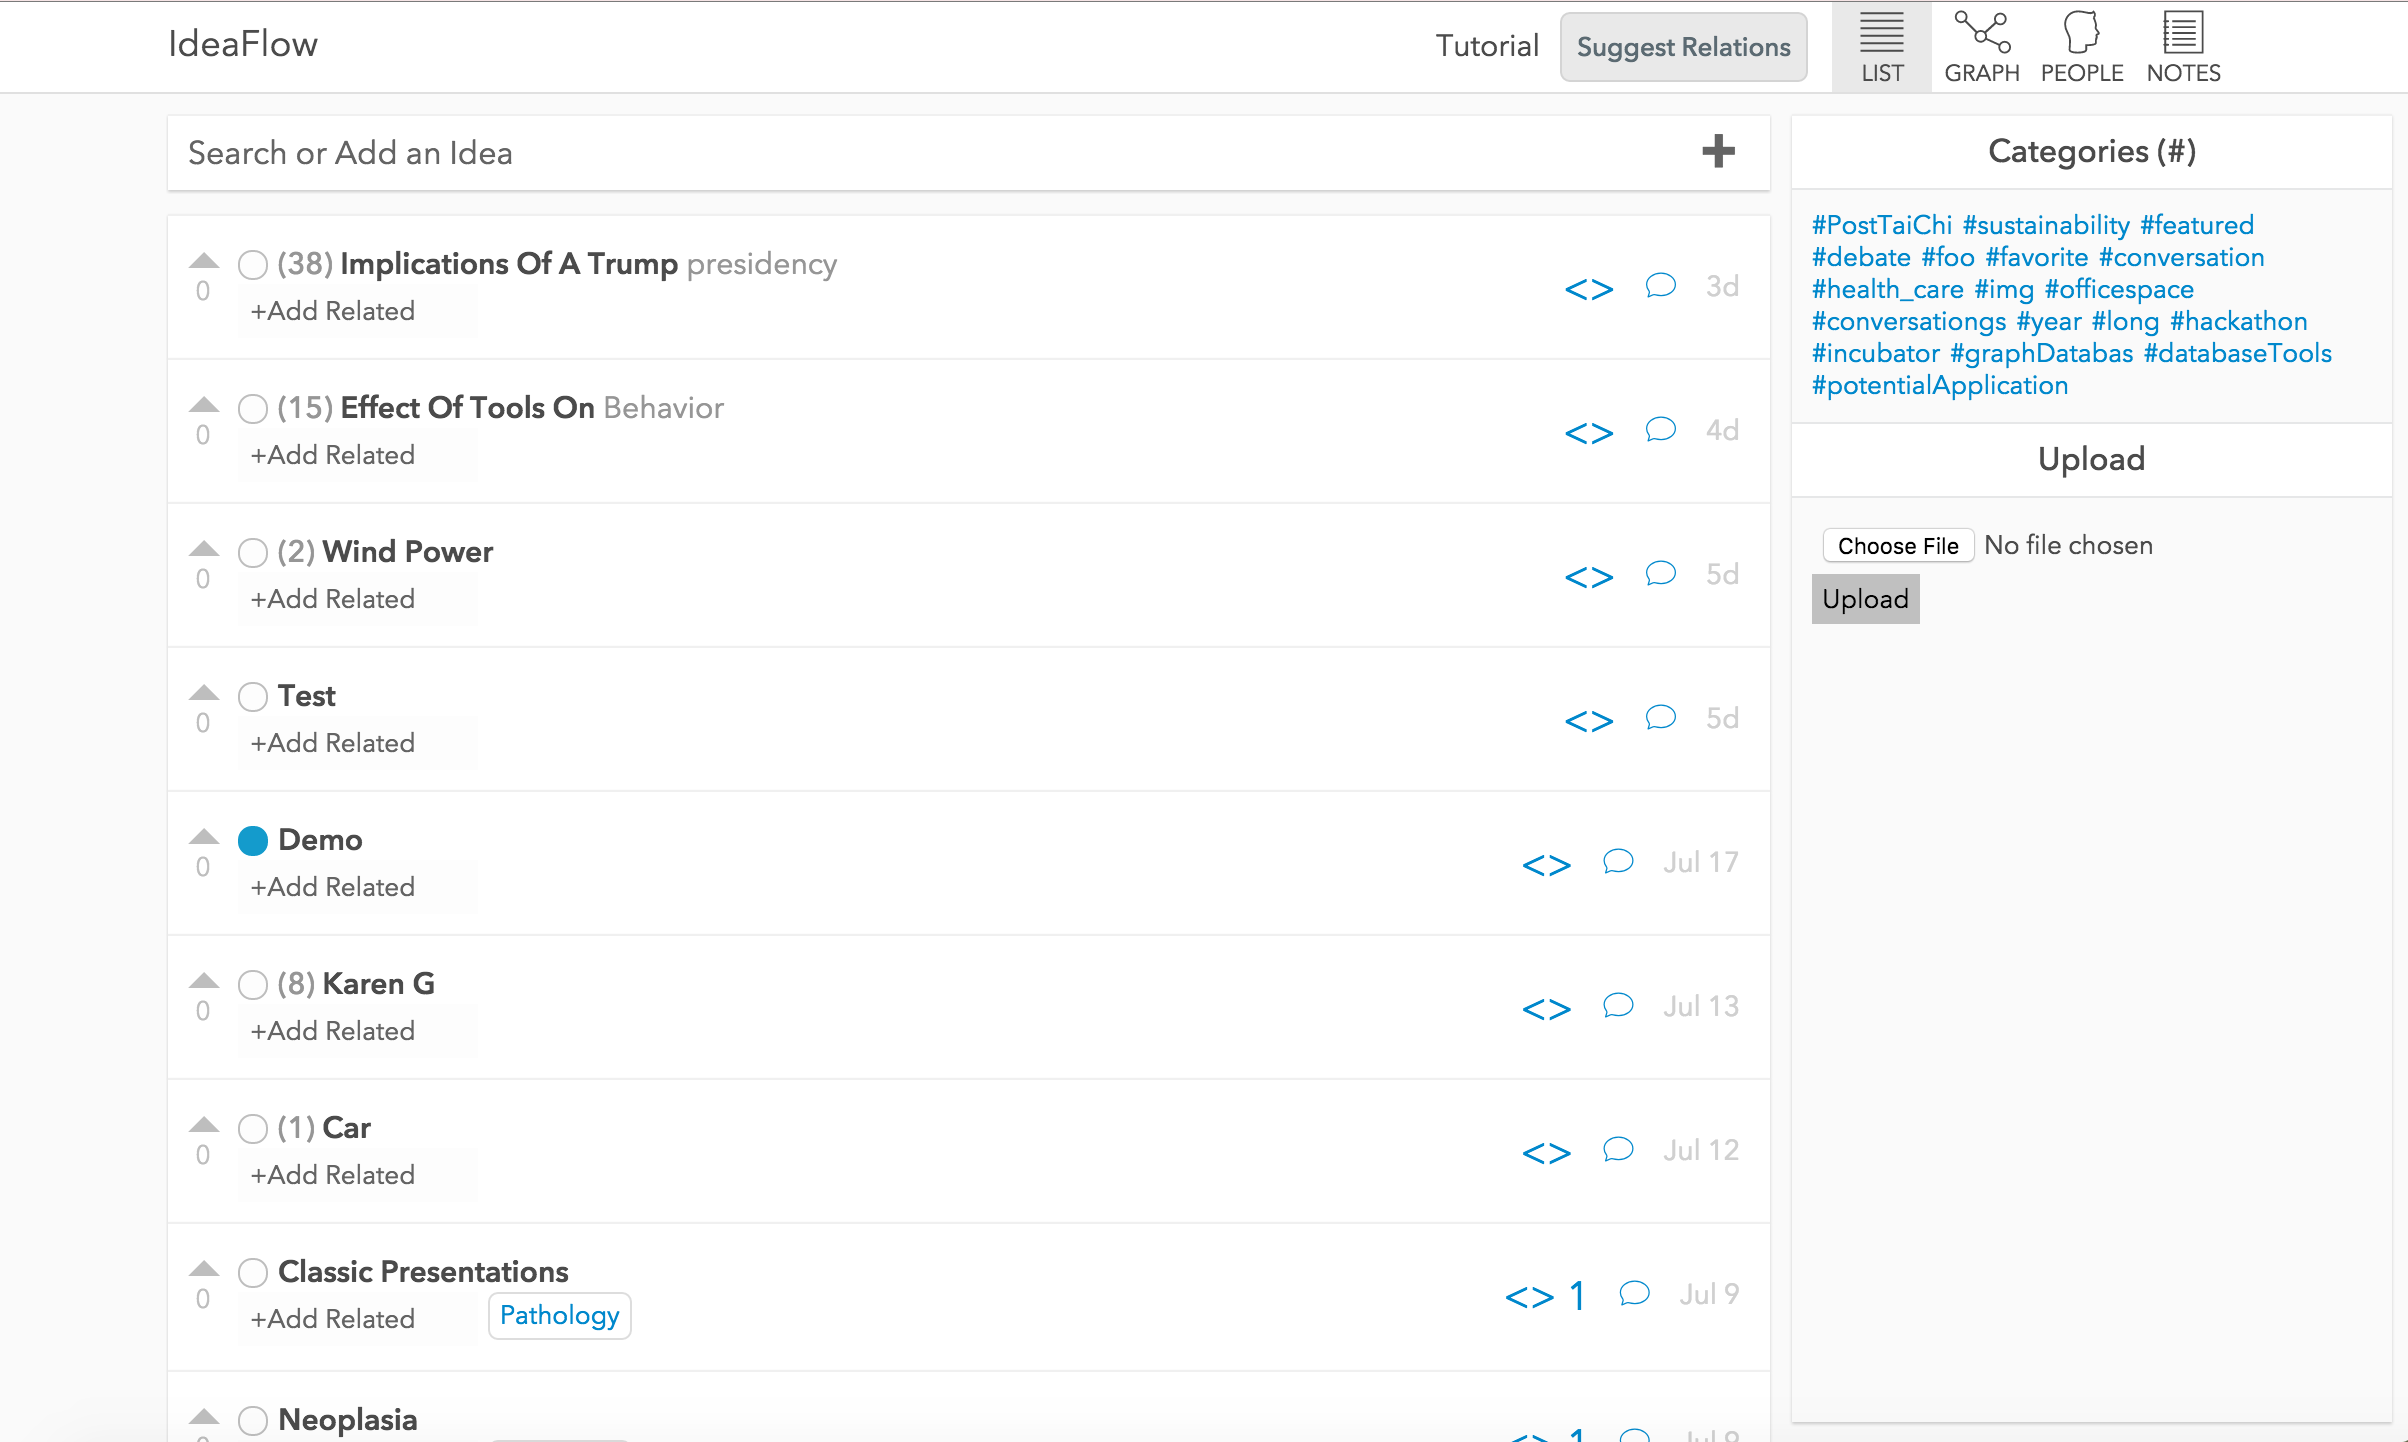 IdeaFlow
Tutorial
Suggest Relations
LIST
GRAPH
PEOPLE
NOTES
Search or Add an Idea
(38) Implications Of A Trump presidency
0
+Add Related
<> 3d
(15) Effect Of Tools On Behavior
0
+Add Related
<> 4d
(2) Wind Power
0
+Add Related
<> 5d
Test
0
+Add Related
<> 5d
Demo
0
+Add Related
<> Jul 17
(8) Karen G
0
+Add Related
<> Jul 13
(1) Car
0
+Add Related
<> Jul 12
Classic Presentations
0
+Add Related Pathology
<> 1 Jul 9
Neoplasia
<> 1 Jul 9
Categories (#)
#PostTaiChi #sustainability #featured
#debate #foo #favorite #conversation
#health_care #img #officespace
#conversationgs #year #long #hackathon
#incubator #graphDatabas #databaseTools
#potentialApplication
Upload
Choose File No file chosen
Upload